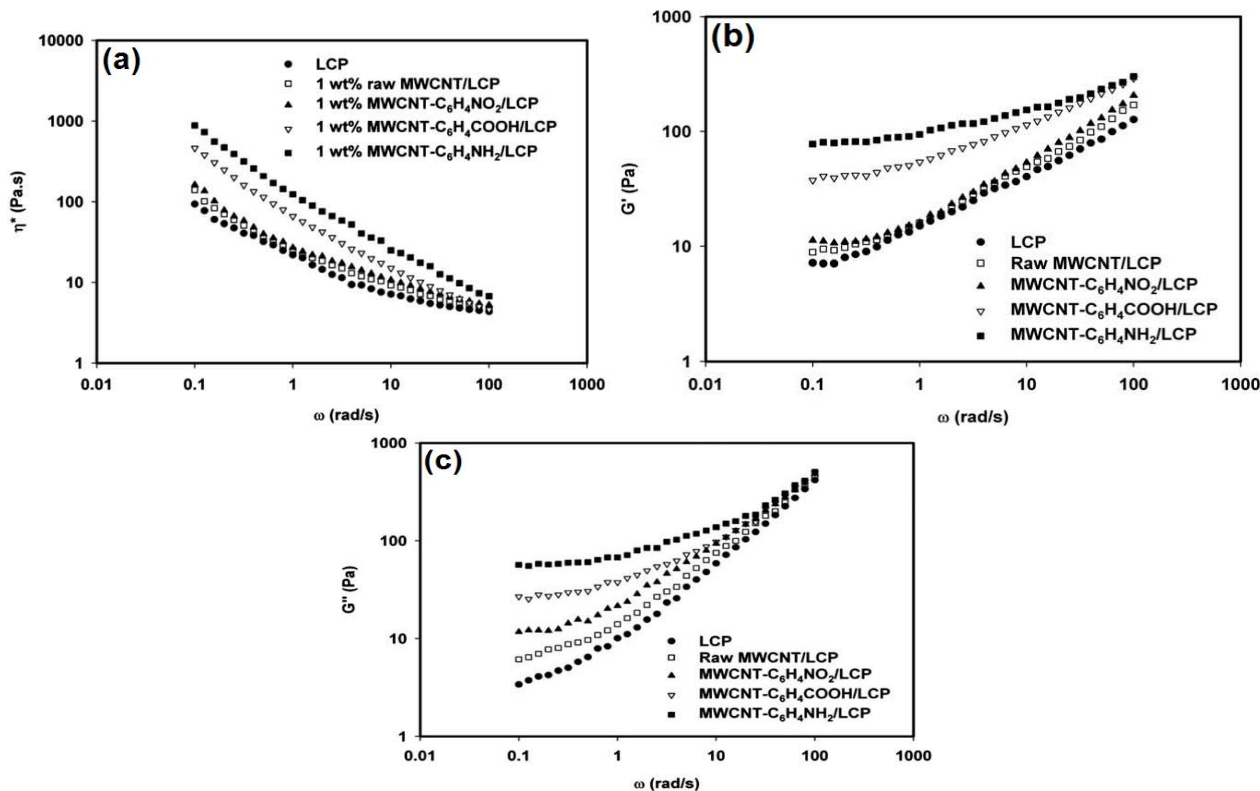 (a)
10000
1000
100
10
1
0.01 0.1 1 10 100 1000
η* (Pa.s)
ω (rad/s)
LCP
1 wt% raw MWCNT/LCP
1 wt% MWCNT-C₆H₄NO₂/LCP
1 wt% MWCNT-C₆H₄COOH/LCP
1 wt% MWCNT-C₆H₄NH₂/LCP
(b)
1000
100
10
1
0.01 0.1 1 10 100 1000
G' (Pa)
ω (rad/s)
LCP
Raw MWCNT/LCP
MWCNT-C₆H₄NO₂/LCP
MWCNT-C₆H₄COOH/LCP
MWCNT-C₆H₄NH₂/LCP
(c)
1000
100
10
1
0.01 0.1 1 10 100 1000
G" (Pa)
ω (rad/s)
LCP
Raw MWCNT/LCP
MWCNT-C₆H₄NO₂/LCP
MWCNT-C₆H₄COOH/LCP
MWCNT-C₆H₄NH₂/LCP